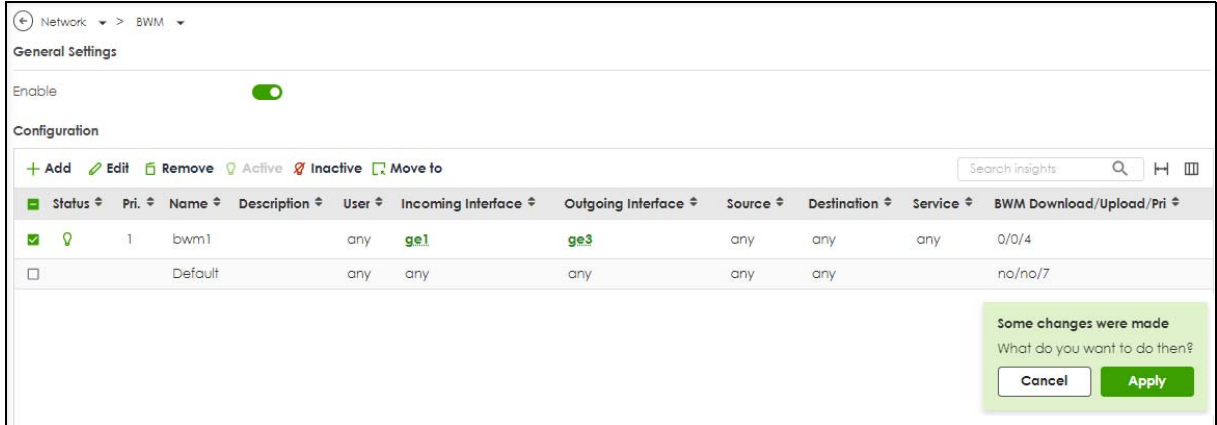 Network > BWM
General Settings
Enable
Configuration
Add Edit Remove Active Inactive Move to Search insights
Status Pri. Name Description User Incoming Interface Outgoing Interface Source Destination Service BWM Download/Upload/Pri
1 bwm1 any ge1 ge3 any any any 0/0/4
Default any any any any any no/no/7
Some changes were made
What do you want to do then?
Cancel Apply